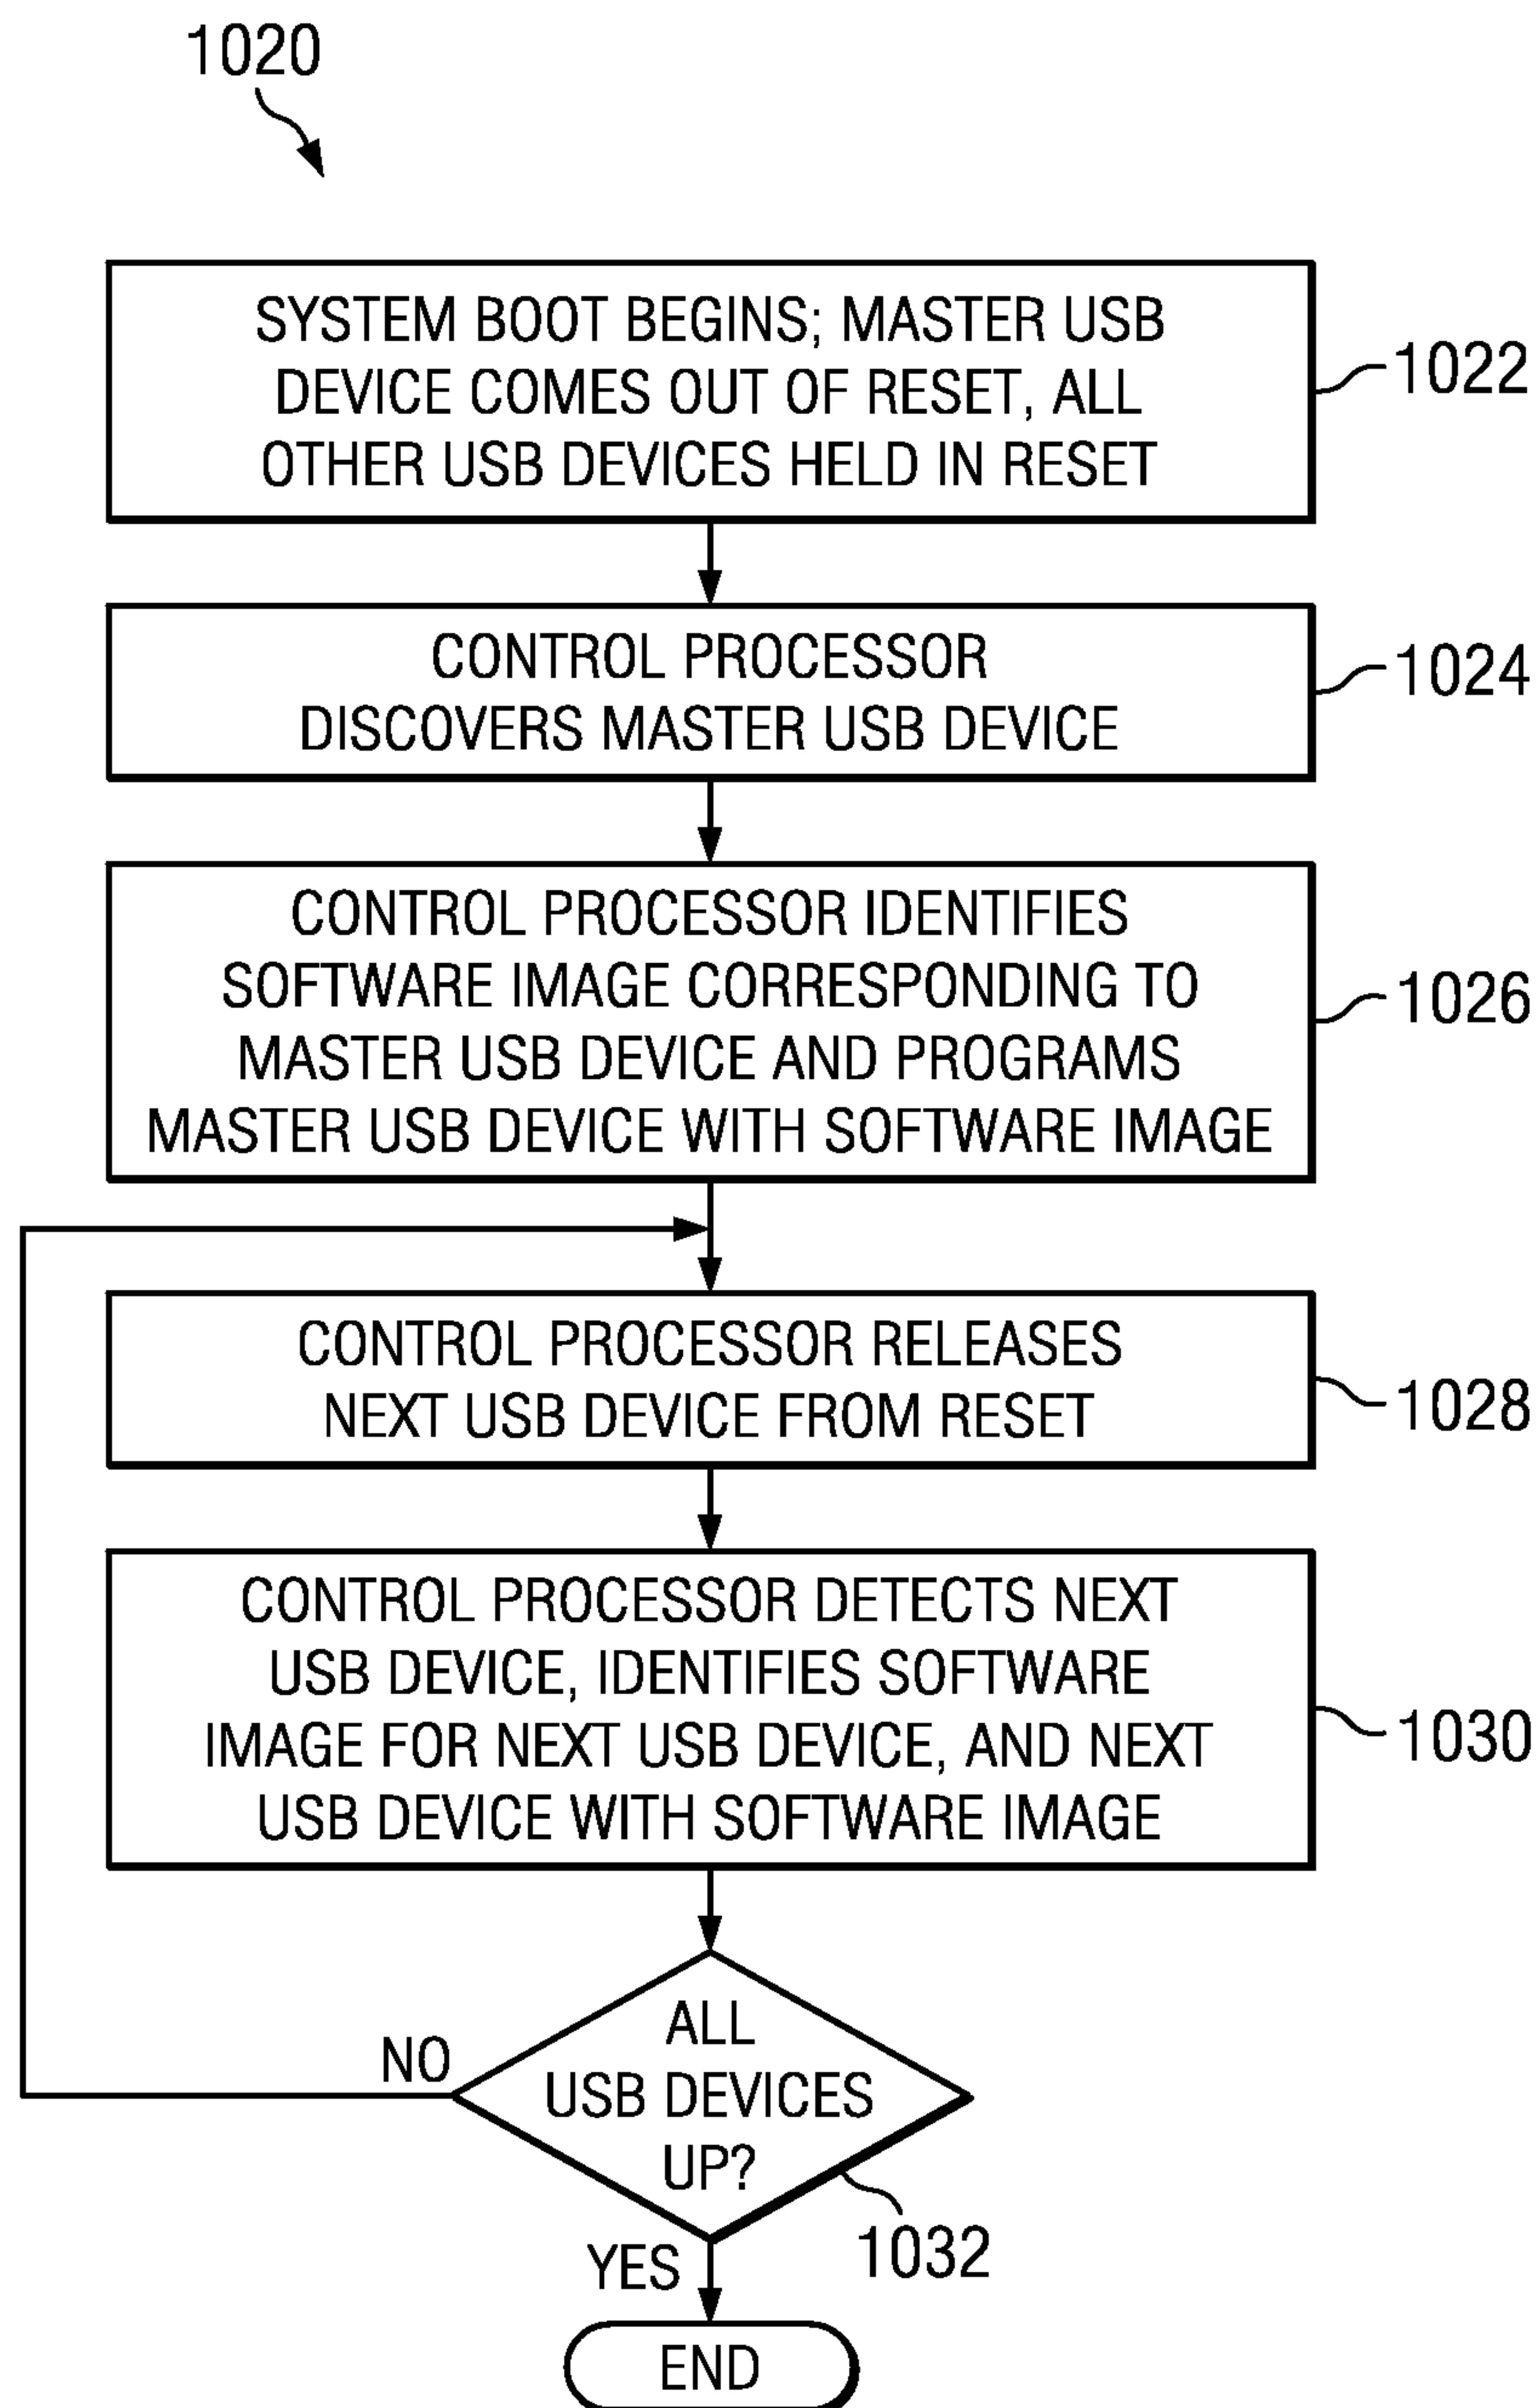 1020
SYSTEM BOOT BEGINS; MASTER USB
DEVICE COMES OUT OF RESET, ALL
OTHER USB DEVICES HELD IN RESET
1022
CONTROL PROCESSOR
DISCOVERS MASTER USB DEVICE
1024
CONTROL PROCESSOR IDENTIFIES
SOFTWARE IMAGE CORRESPONDING TO
MASTER USB DEVICE AND PROGRAMS
MASTER USB DEVICE WITH SOFTWARE IMAGE
1026
CONTROL PROCESSOR RELEASES
NEXT USB DEVICE FROM RESET
1028
CONTROL PROCESSOR DETECTS NEXT
USB DEVICE, IDENTIFIES SOFTWARE
IMAGE FOR NEXT USB DEVICE, AND NEXT
USB DEVICE WITH SOFTWARE IMAGE
1030
ALL
USB DEVICES
UP?
NO
1032
YES
END